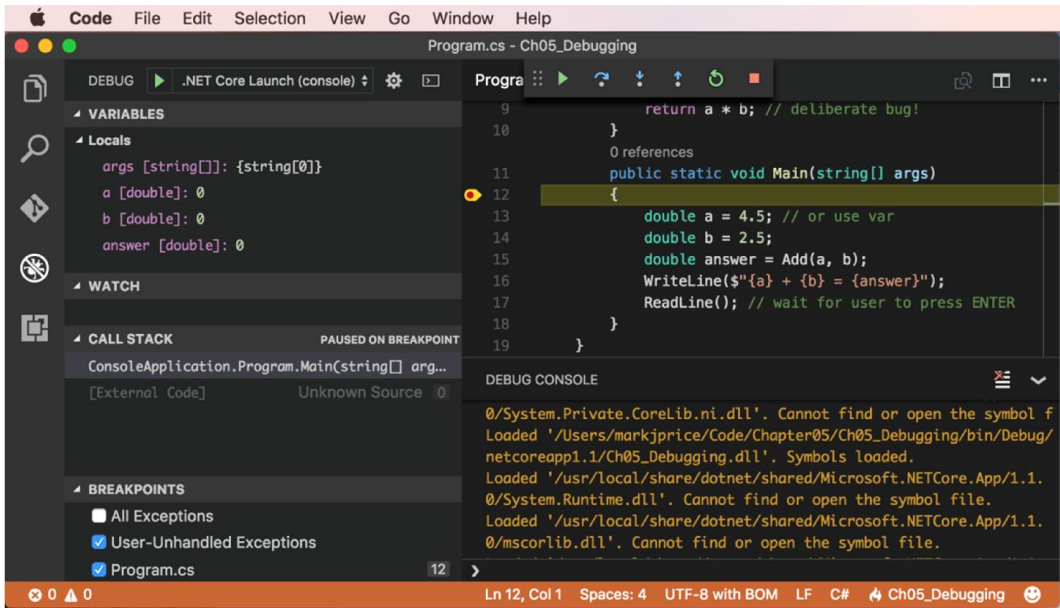 Code File Edit Selection View Go Window Help
Program.cs - Ch05_Debugging
DEBUG .NET Core Launch (console)
VARIABLES
Locals
args [string[]]: {string[0]}
a [double]: 0
b [double]: 0
answer [double]: 0
WATCH
CALL STACK PAUSED ON BREAKPOINT
ConsoleApplication.Program.Main(string[] arg...
[External Code] Unknown Source 0
BREAKPOINTS
All Exceptions
User-Unhandled Exceptions
Program.cs 12
Progra
9 return a * b; // deliberate bug!
10 }
0 references
11 public static void Main(string[] args)
12 {
13 double a = 4.5; // or use var
14 double b = 2.5;
15 double answer = Add(a, b);
16 WriteLine($"{a} + {b} = {answer}");
17 ReadLine(); // wait for user to press ENTER
18 }
19 }
DEBUG CONSOLE
0/System.Private.CoreLib.ni.dll'. Cannot find or open the symbol f
Loaded '/Users/markjprice/Code/Chapter05/Ch05_Debugging/bin/Debug/
netcoreapp1.1/Ch05_Debugging.dll'. Symbols loaded.
Loaded '/usr/local/share/dotnet/shared/Microsoft.NETCore.App/1.1.
0/System.Runtime.dll'. Cannot find or open the symbol file.
Loaded '/usr/local/share/dotnet/shared/Microsoft.NETCore.App/1.1.
0/mscorlib.dll'. Cannot find or open the symbol file.
0 0 Ln 12, Col 1 Spaces: 4 UTF-8 with BOM LF C# Ch05_Debugging